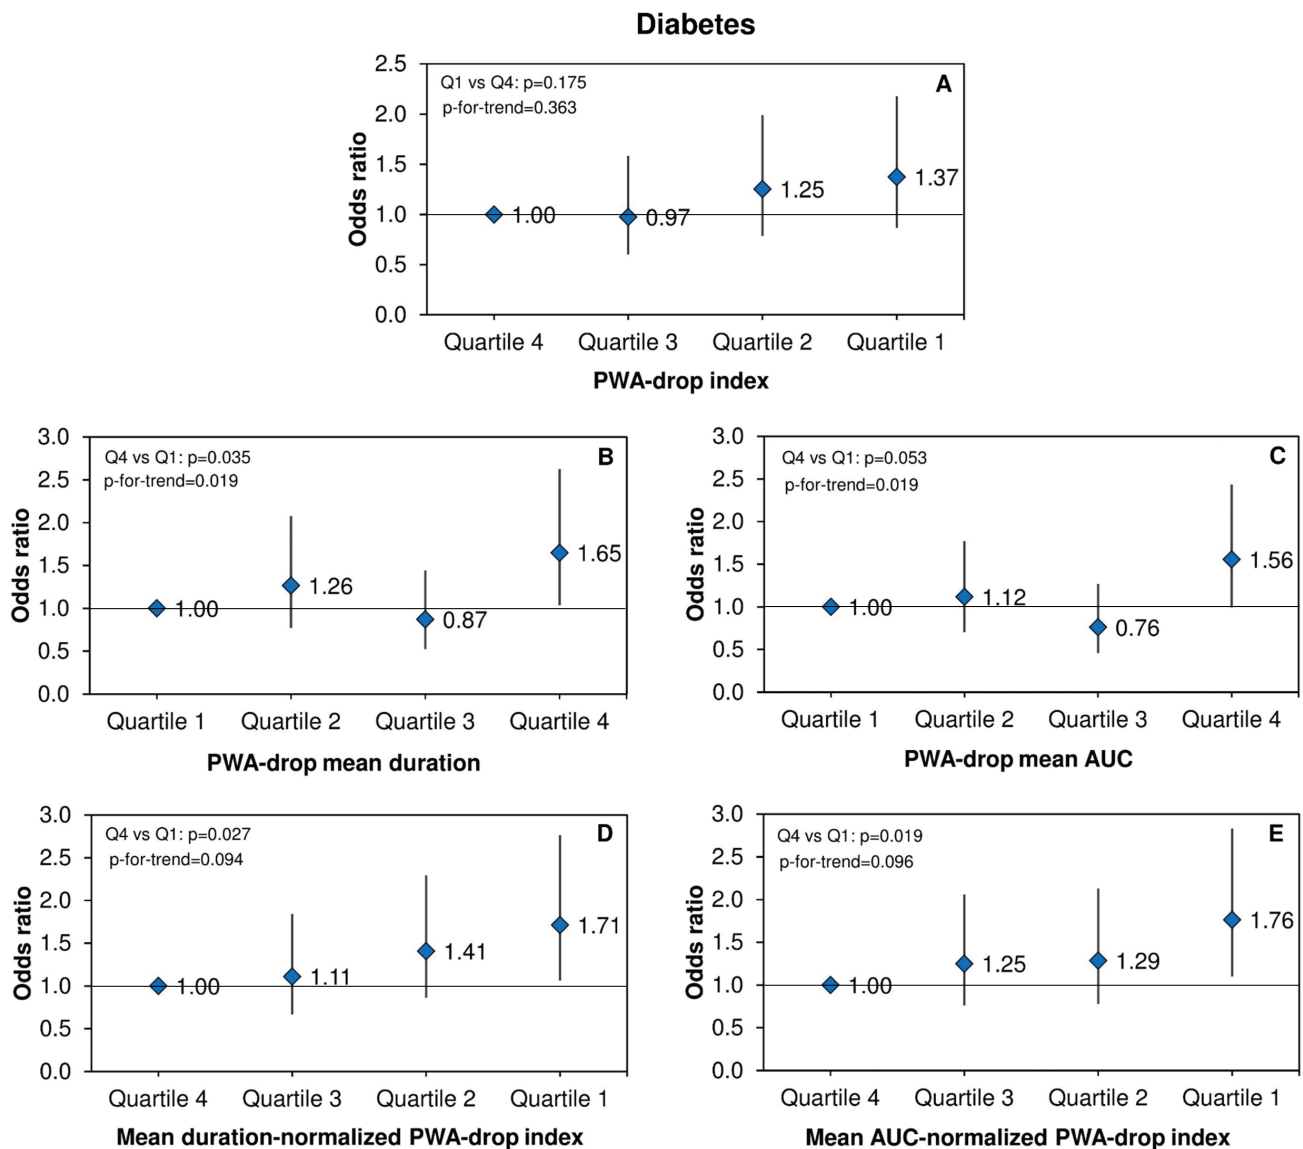 Diabetes
A
Q1 vs Q4: p=0.175
p-for-trend=0.363
Odds ratio
2.5
2.0
1.5
1.0
0.5
0.0
1.00
0.97
1.25
1.37
Quartile 4 Quartile 3 Quartile 2 Quartile 1
PWA-drop index
B
Q4 vs Q1: p=0.035
p-for-trend=0.019
Odds ratio
3.0
2.5
2.0
1.5
1.0
0.5
0.0
1.00
1.26
0.87
1.65
Quartile 1 Quartile 2 Quartile 3 Quartile 4
PWA-drop mean duration
C
Q4 vs Q1: p=0.053
p-for-trend=0.019
Odds ratio
3.0
2.5
2.0
1.5
1.0
0.5
0.0
1.00
1.12
0.76
1.56
Quartile 1 Quartile 2 Quartile 3 Quartile 4
PWA-drop mean AUC
D
Q4 vs Q1: p=0.027
p-for-trend=0.094
Odds ratio
3.0
2.5
2.0
1.5
1.0
0.5
0.0
1.00
1.11
1.41
1.71
Quartile 4 Quartile 3 Quartile 2 Quartile 1
Mean duration-normalized PWA-drop index
E
Q4 vs Q1: p=0.019
p-for-trend=0.096
Odds ratio
3.0
2.5
2.0
1.5
1.0
0.5
0.0
1.00
1.25
1.29
1.76
Quartile 4 Quartile 3 Quartile 2 Quartile 1
Mean AUC-normalized PWA-drop index